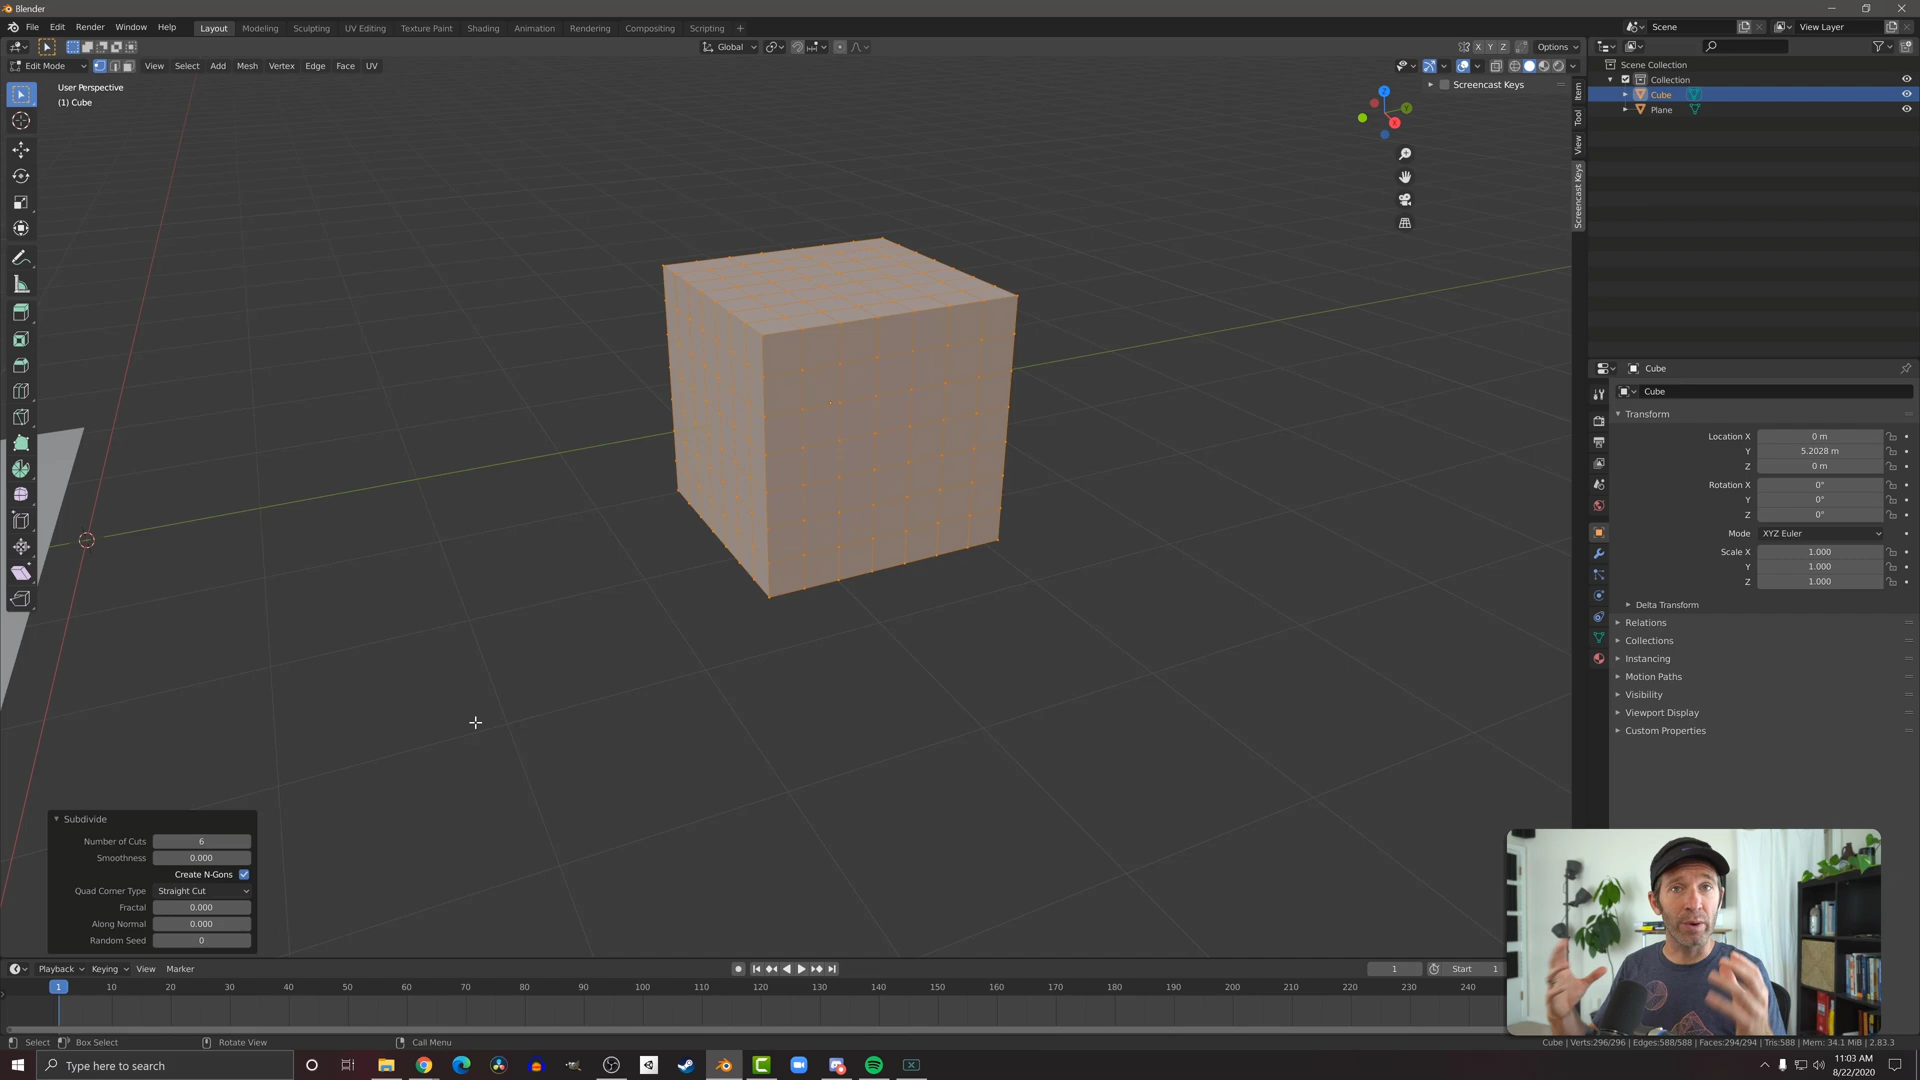 Blender
File Edit Render Window Help
Layout Modeling Sculpting UV Editing Texture Paint Shading Animation Rendering Compositing Scripting +
Scene
View Layer
Global
X Y Z
Options
Edit Mode
View Select Add Mesh Vertex Edge Face UV
User Perspective
(1) Cube
Screencast Keys
Item
Tool
View
Screencast Keys
Z
Y
X
Scene Collection
Collection
Cube
Plane
Cube
Cube
Transform
Location X 0 m
Y 5.2028 m
Z 0 m
Rotation X 0°
Y 0°
Z 0°
Mode XYZ Euler
Scale X 1.000
Y 1.000
Z 1.000
Delta Transform
Relations
Collections
Instancing
Motion Paths
Visibility
Viewport Display
Custom Properties
Subdivide
Number of Cuts 6
Smoothness 0.000
Create N-Gons
Quad Corner Type Straight Cut
Fractal 0.000
Along Normal 0.000
Random Seed 0
Playback Keying View Marker
1
Start 1
1 10 20 30 40 50 60 70 80 90 100 110 120 130 140 150 160 170 180 190 200 210 220 230 240
Select Box Select Rotate View Call Menu
Cube | Verts:296/296 | Edges:588/588 | Faces:294/294 | Tris:588 | Mem: 34.1 MiB | 2.83.3
Type here to search
11:03 AM
8/22/2020